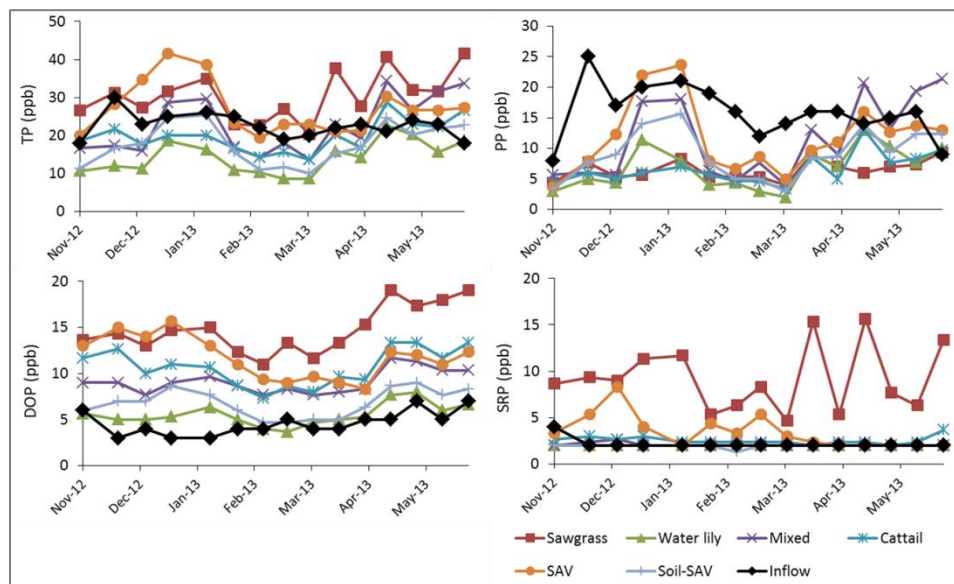 TP (ppb)
50
40
30
20
10
0
Nov-12 Dec-12 Jan-13 Feb-13 Mar-13 Apr-13 May-13
PP (ppb)
30
25
20
15
10
5
0
Nov-12 Dec-12 Jan-13 Feb-13 Mar-13 Apr-13 May-13
DOP (ppb)
20
15
10
5
0
Nov-12 Dec-12 Jan-13 Feb-13 Mar-13 Apr-13 May-13
SRP (ppb)
20
15
10
5
0
Nov-12 Dec-12 Jan-13 Feb-13 Mar-13 Apr-13 May-13
Sawgrass Water lily Mixed Cattail
SAV Soil-SAV Inflow